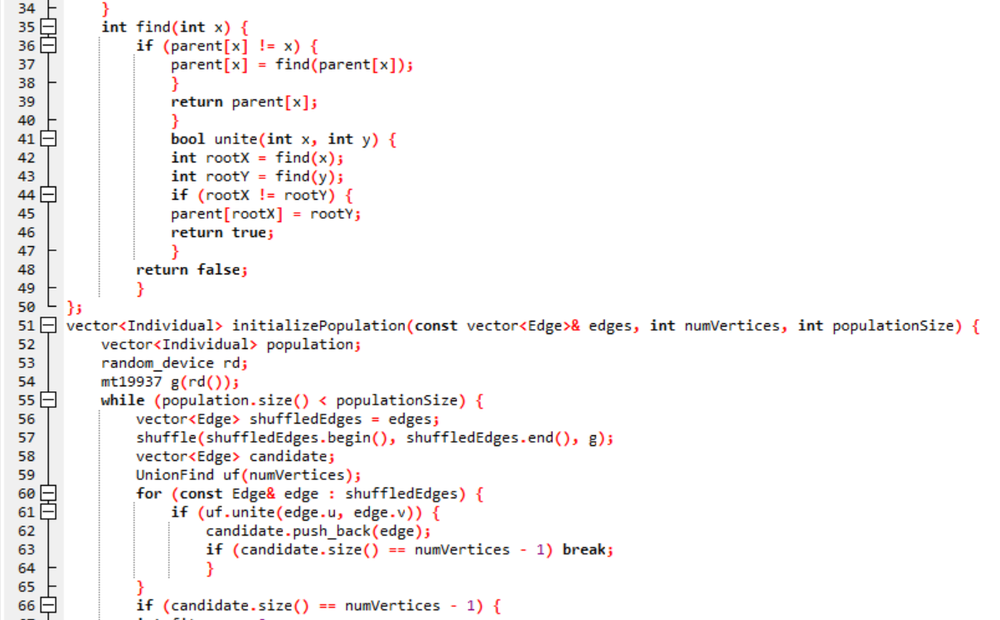 34 }
35 int find(int x) {
36 if (parent[x] != x) {
37 parent[x] = find(parent[x]);
38 }
39 return parent[x];
40 }
41 bool unite(int x, int y) {
42 int rootX = find(x);
43 int rootY = find(y);
44 if (rootX != rootY) {
45 parent[rootX] = rootY;
46 return true;
47 }
48 return false;
49 }
50 };
51 vector<Individual> initializePopulation(const vector<Edge>& edges, int numVertices, int populationSize) {
52 vector<Individual> population;
53 random_device rd;
54 mt19937 g(rd());
55 while (population.size() < populationSize) {
56 vector<Edge> shuffledEdges = edges;
57 shuffle(shuffledEdges.begin(), shuffledEdges.end(), g);
58 vector<Edge> candidate;
59 UnionFind uf(numVertices);
60 for (const Edge& edge : shuffledEdges) {
61 if (uf.unite(edge.u, edge.v)) {
62 candidate.push_back(edge);
63 if (candidate.size() == numVertices - 1) break;
64 }
65 }
66 if (candidate.size() == numVertices - 1) {